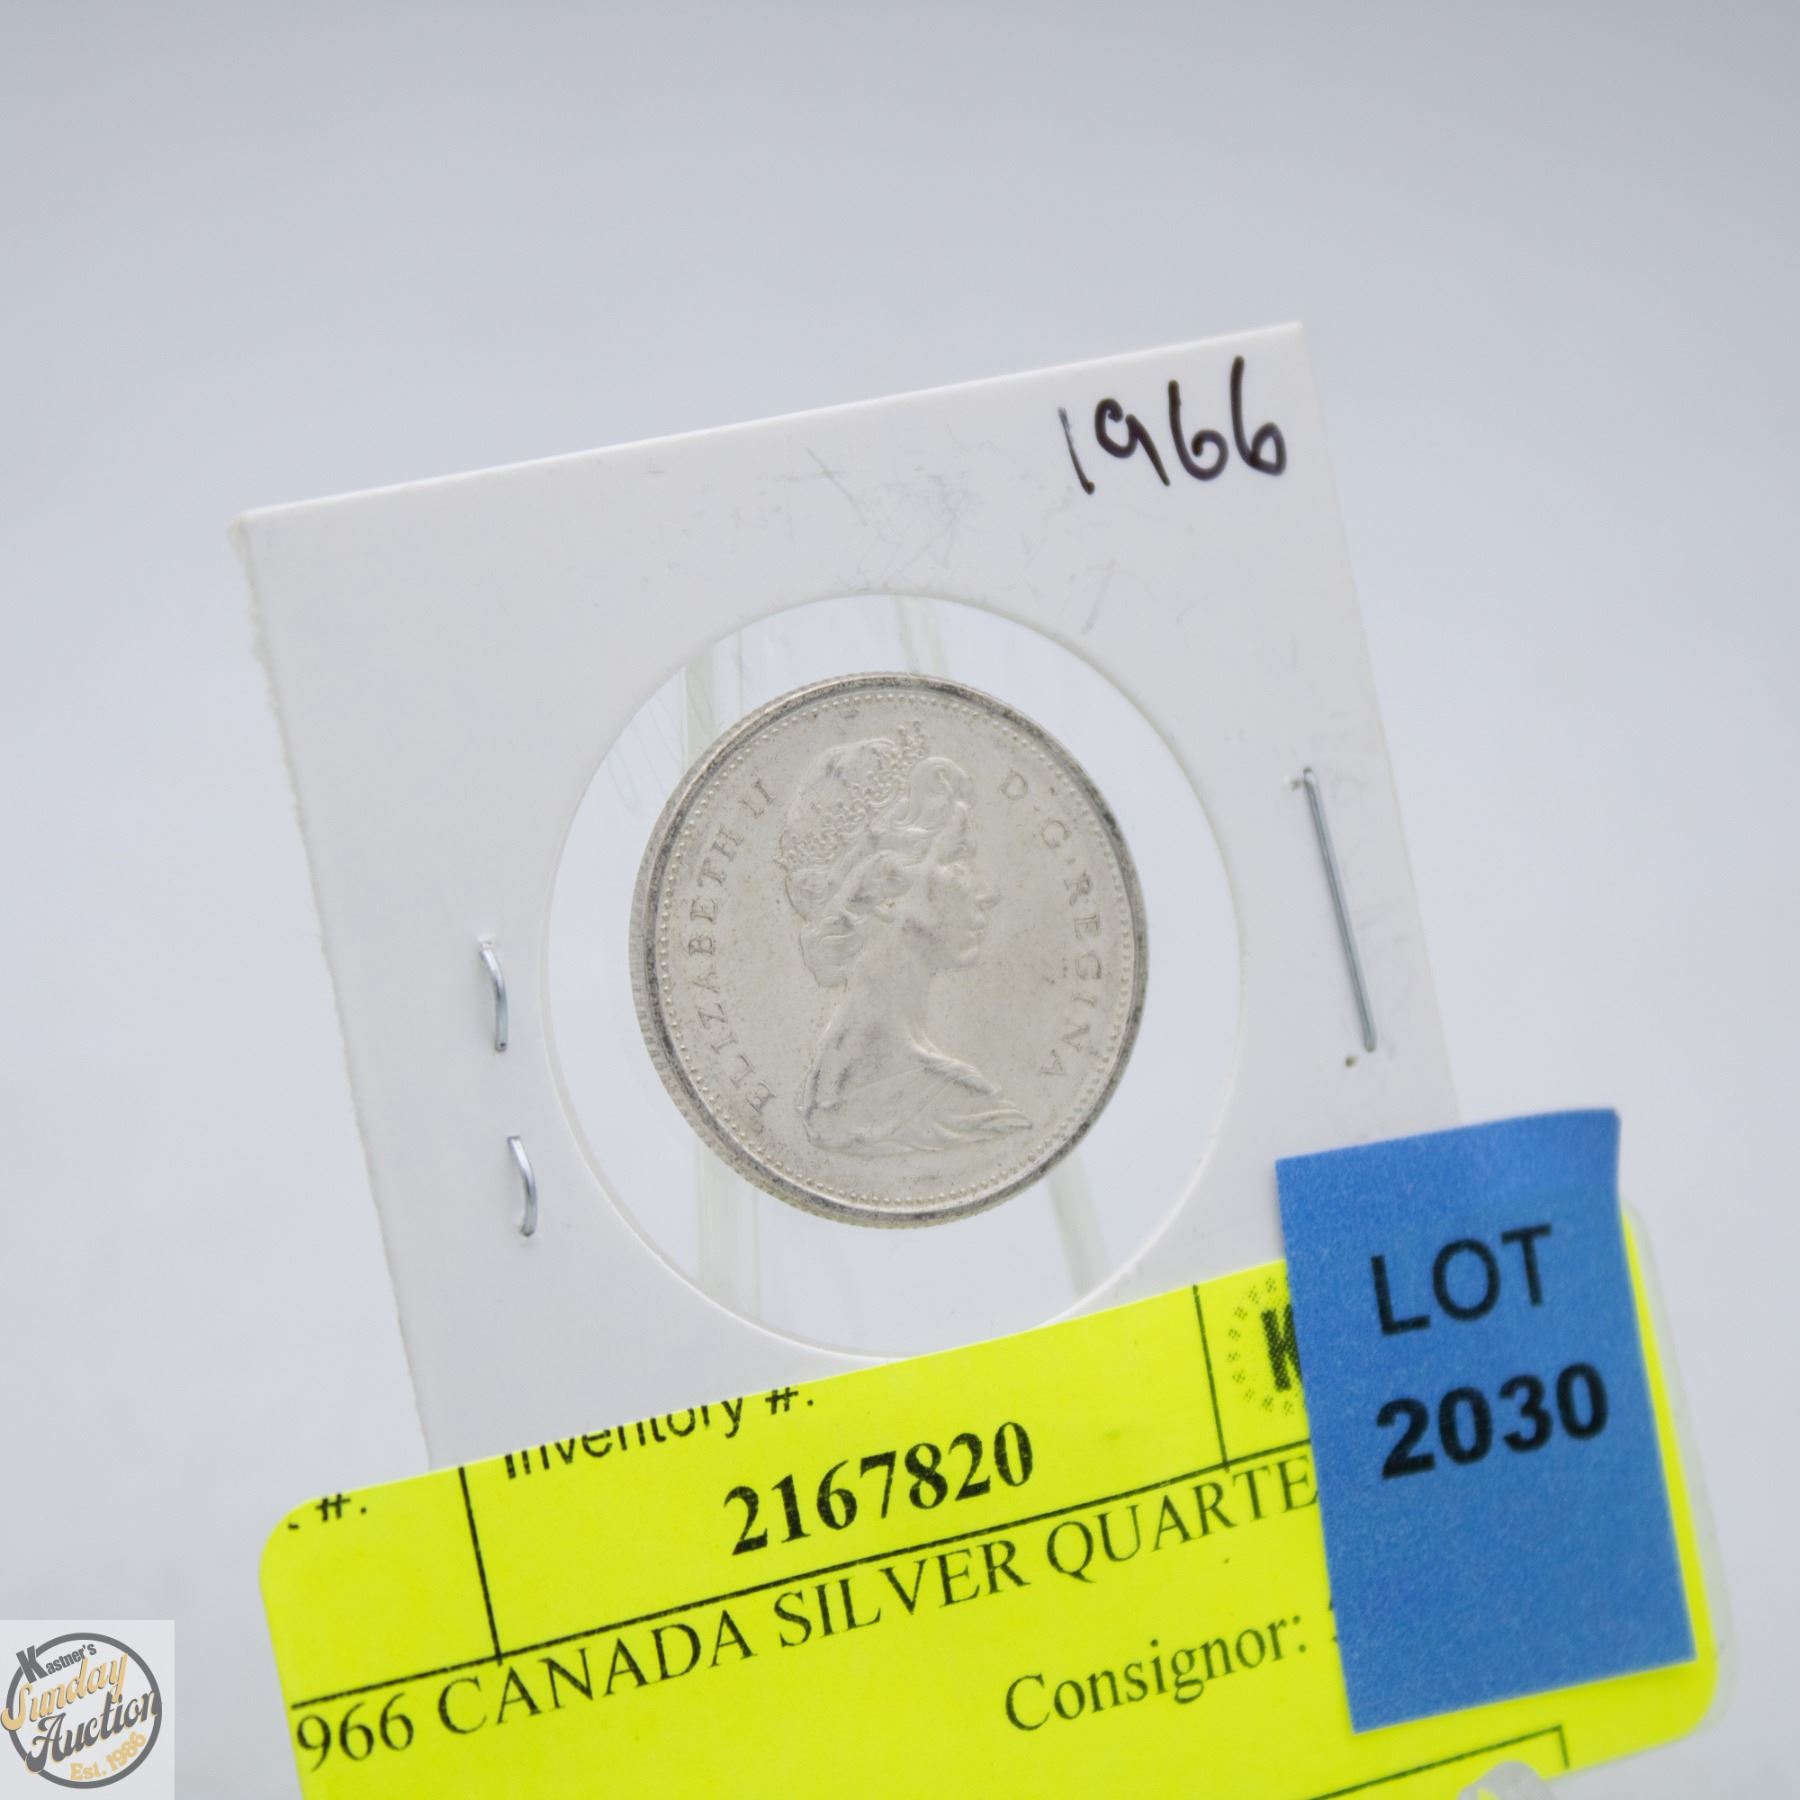 1966
ELIZABETH II D·G·REGINA
LOT
2030
Inventory #:
#:
2167820
966 CANADA SILVER QUARTE
Consignor:
Kastner's
Sunday
Auction
Est. 1986